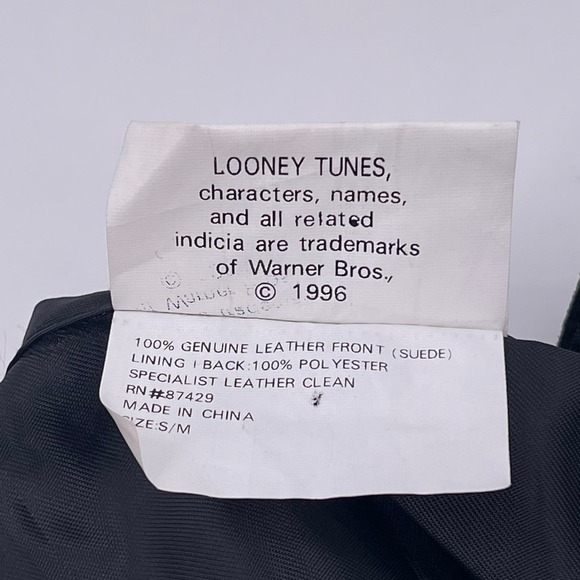 LOONEY TUNES,
characters, names,
and all related
indicia are trademarks
of Warner Bros.,
© 1996
100% GENUINE LEATHER FRONT (SUEDE)
LINING I BACK:100% POLYESTER
SPECIALIST LEATHER CLEAN
RN#87429
MADE IN CHINA
SIZE:S/M